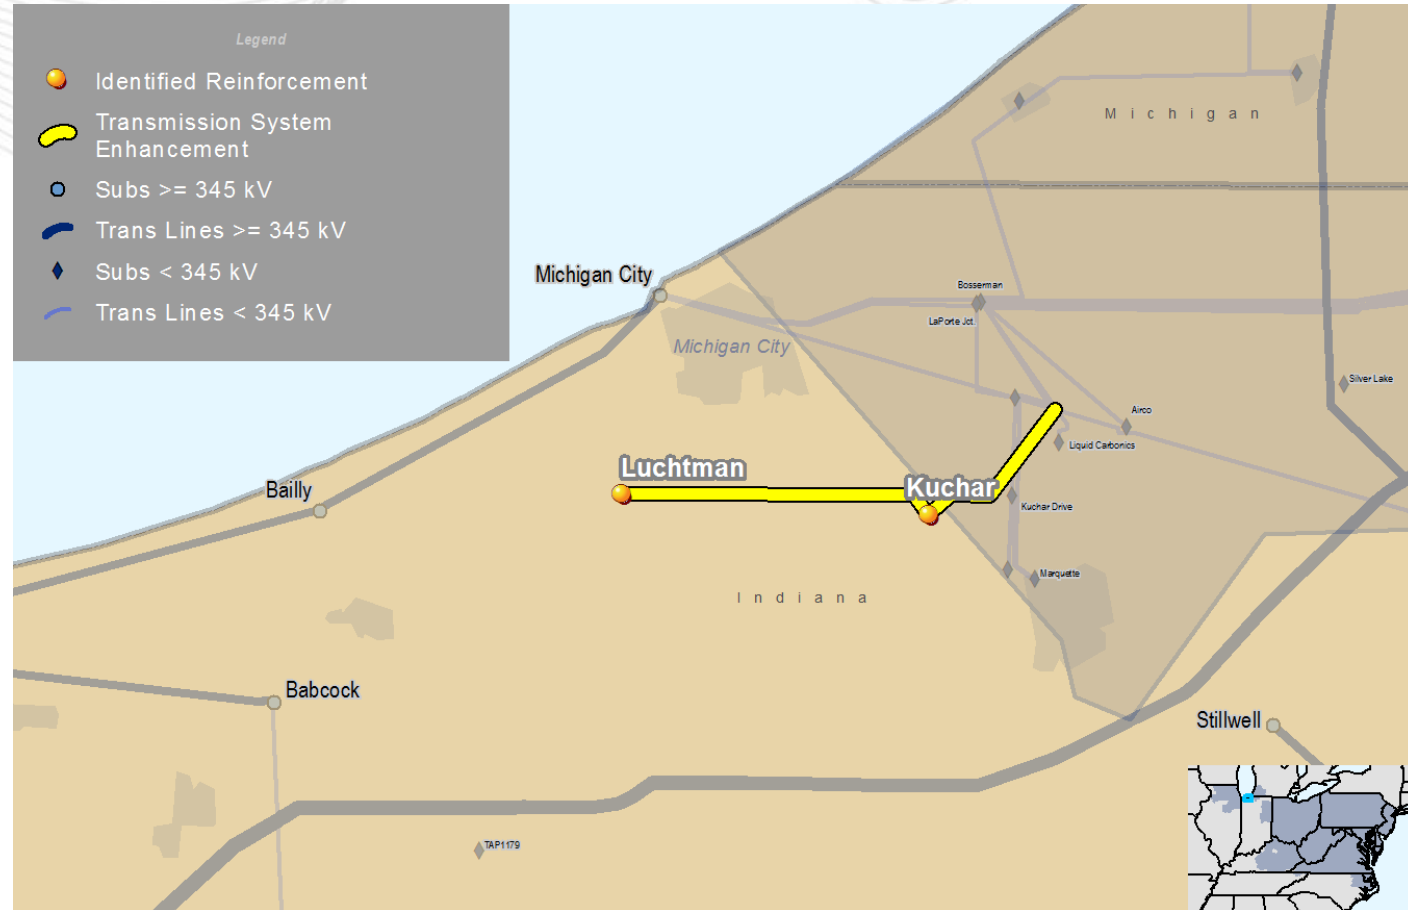 Legend
Identified Reinforcement
Transmission System
Enhancement
Subs >= 345 kV
Trans Lines >= 345 kV
Subs < 345 kV
Trans Lines < 345 kV
Michigan
Michigan City
Bosserman
LaPorte Jct.
Michigan City
Silver Lake
Airco
Liquid Carbonics
Luchtman
Kuchar
Bailly
Kuchar Drive
Marquette
Indiana
Babcock
Stillwell
TAP1179